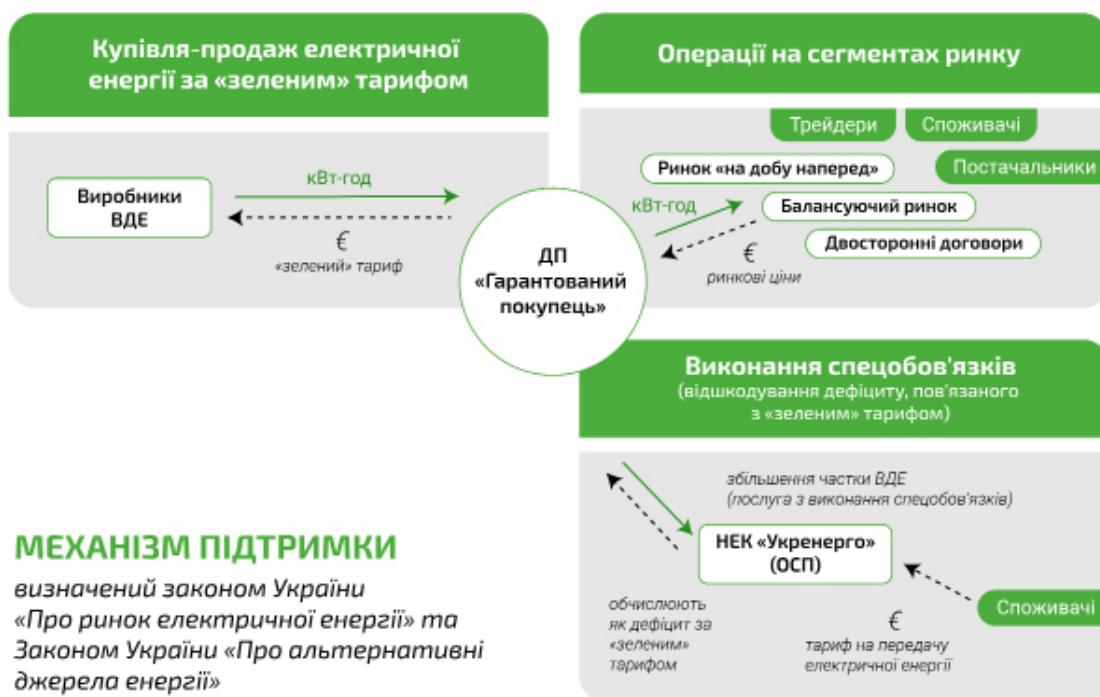 Купівля-продаж електричної
енергії за «зеленим» тарифом
Виробники
ВДЕ
кВт-год
€
«зелений» тариф
ДП
«Гарантований
покупець»
Операції на сегментах ринку
Трейдери
Споживачі
Ринок «на добу наперед»
Постачальники
кВт-год
Балансуючий ринок
Двосторонні договори
€
ринкові ціни
Виконання спецобов'язків
(відшкодування дефіциту, пов'язаного
з «зеленим» тарифом)
збільшення частки ВДЕ
(послуга з виконання спецобов'язків)
НЕК «Укренерго»
(ОСП)
обчислюють
як дефіцит за
«зеленим»
тарифом
€
тариф на передачу
електричної енергії
Споживачі
МЕХАНІЗМ ПІДТРИМКИ
визначений законом України
«Про ринок електричної енергії» та
Законом України «Про альтернативні
джерела енергії»